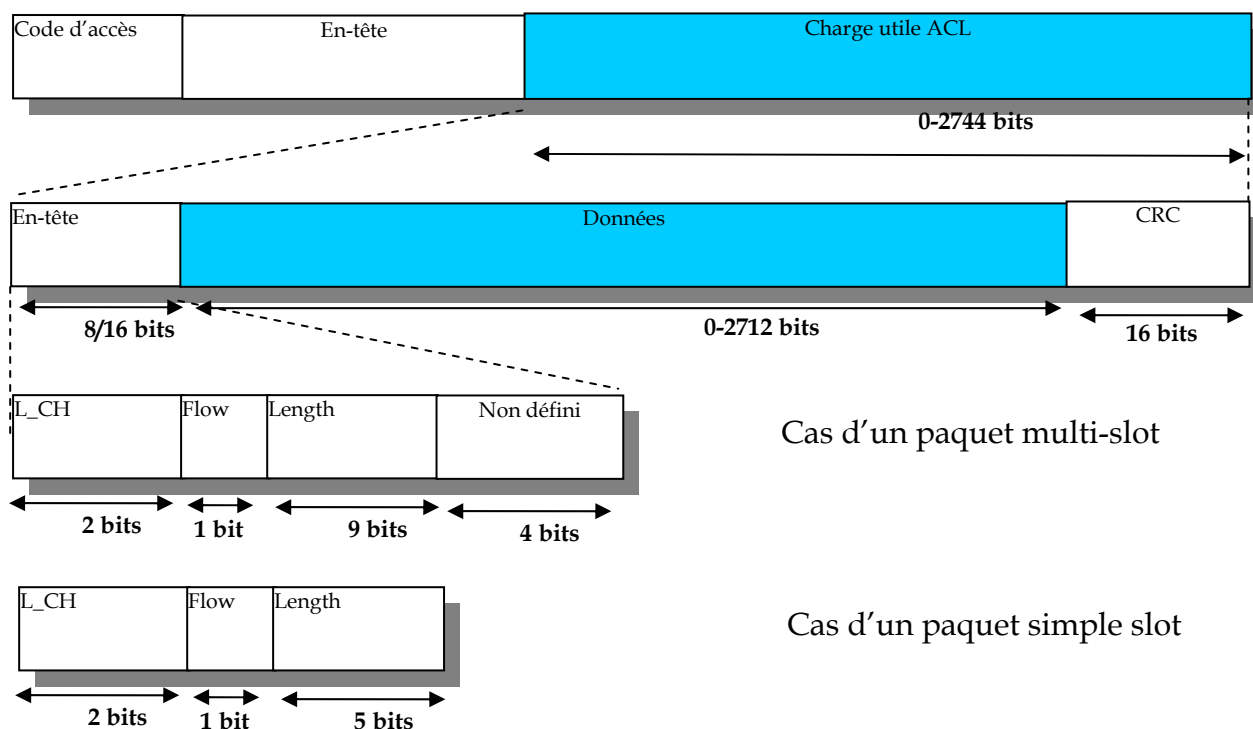 Code d'accès
En-tête
Charge utile ACL
0-2744 bits
En-tête
Données
CRC
8/16 bits
0-2712 bits
16 bits
L_CH
Flow
Length
Non défini
Cas d'un paquet multi-slot
2 bits
1 bit
9 bits
4 bits
L_CH
Flow
Length
Cas d'un paquet simple slot
2 bits
1 bit
5 bits